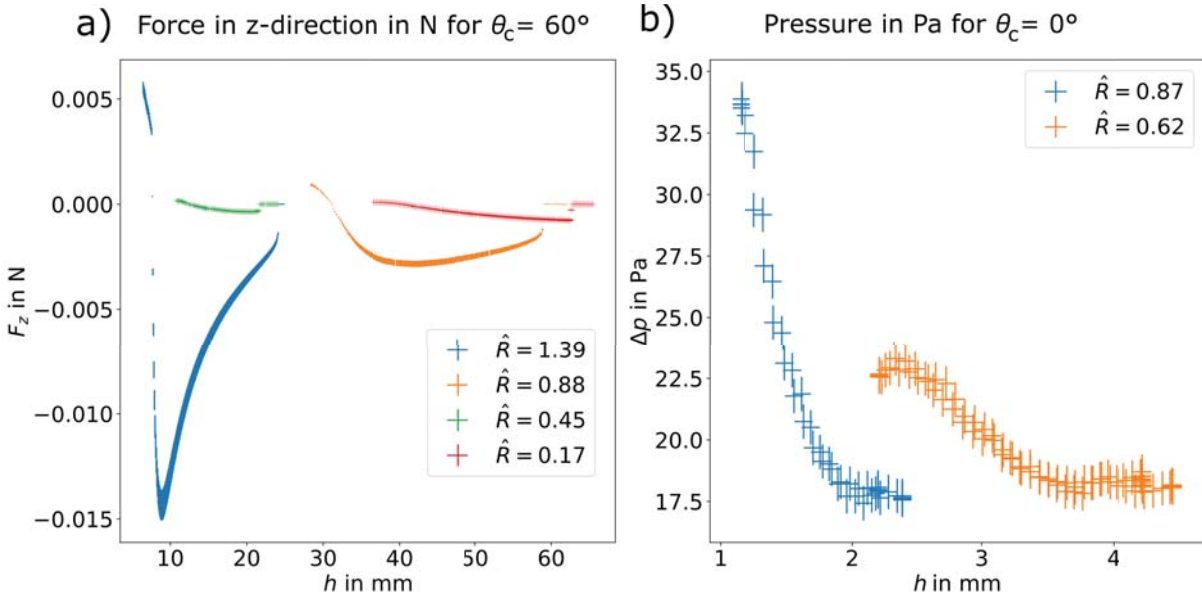 a) Force in z-direction in N for θc= 60°
0.005
0.000
−0.005
−0.010
−0.015
Fz in N
R̂ = 1.39
R̂ = 0.88
R̂ = 0.45
R̂ = 0.17
10 20 30 40 50 60
h in mm
b) Pressure in Pa for θc= 0°
35.0
32.5
30.0
27.5
25.0
22.5
20.0
17.5
Δp in Pa
R̂ = 0.87
R̂ = 0.62
1 2 3 4
h in mm